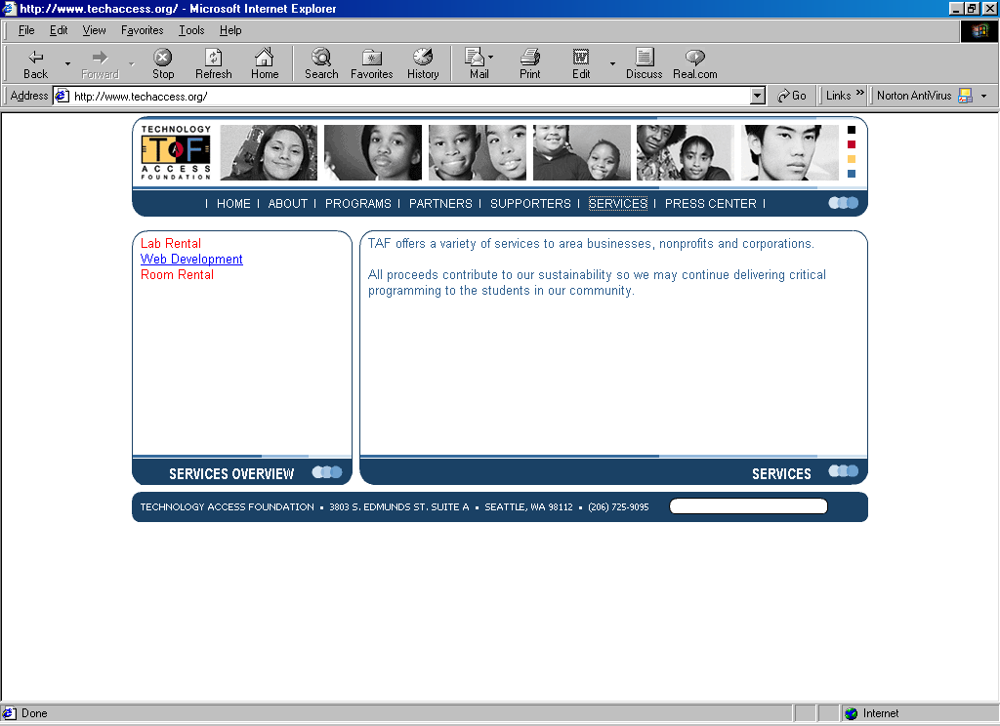 http://www.techaccess.org/ - Microsoft Internet Explorer
File Edit View Favorites Tools Help
Back Forward Stop Refresh Home Search Favorites History Mail Print Edit Discuss Real.com
Address http://www.techaccess.org/ Go Links » Norton AntiVirus
TECHNOLOGY
TAF
ACCESS
FOUNDATION
| HOME | ABOUT | PROGRAMS | PARTNERS | SUPPORTERS | SERVICES | PRESS CENTER |
Lab Rental
Web Development
Room Rental
TAF offers a variety of services to area businesses, nonprofits and corporations.
All proceeds contribute to our sustainability so we may continue delivering critical
programming to the students in our community.
SERVICES OVERVIEW
SERVICES
TECHNOLOGY ACCESS FOUNDATION ▪ 3803 S. EDMUNDS ST. SUITE A ▪ SEATTLE, WA 98112 ▪ (206) 725-9095
Done Internet